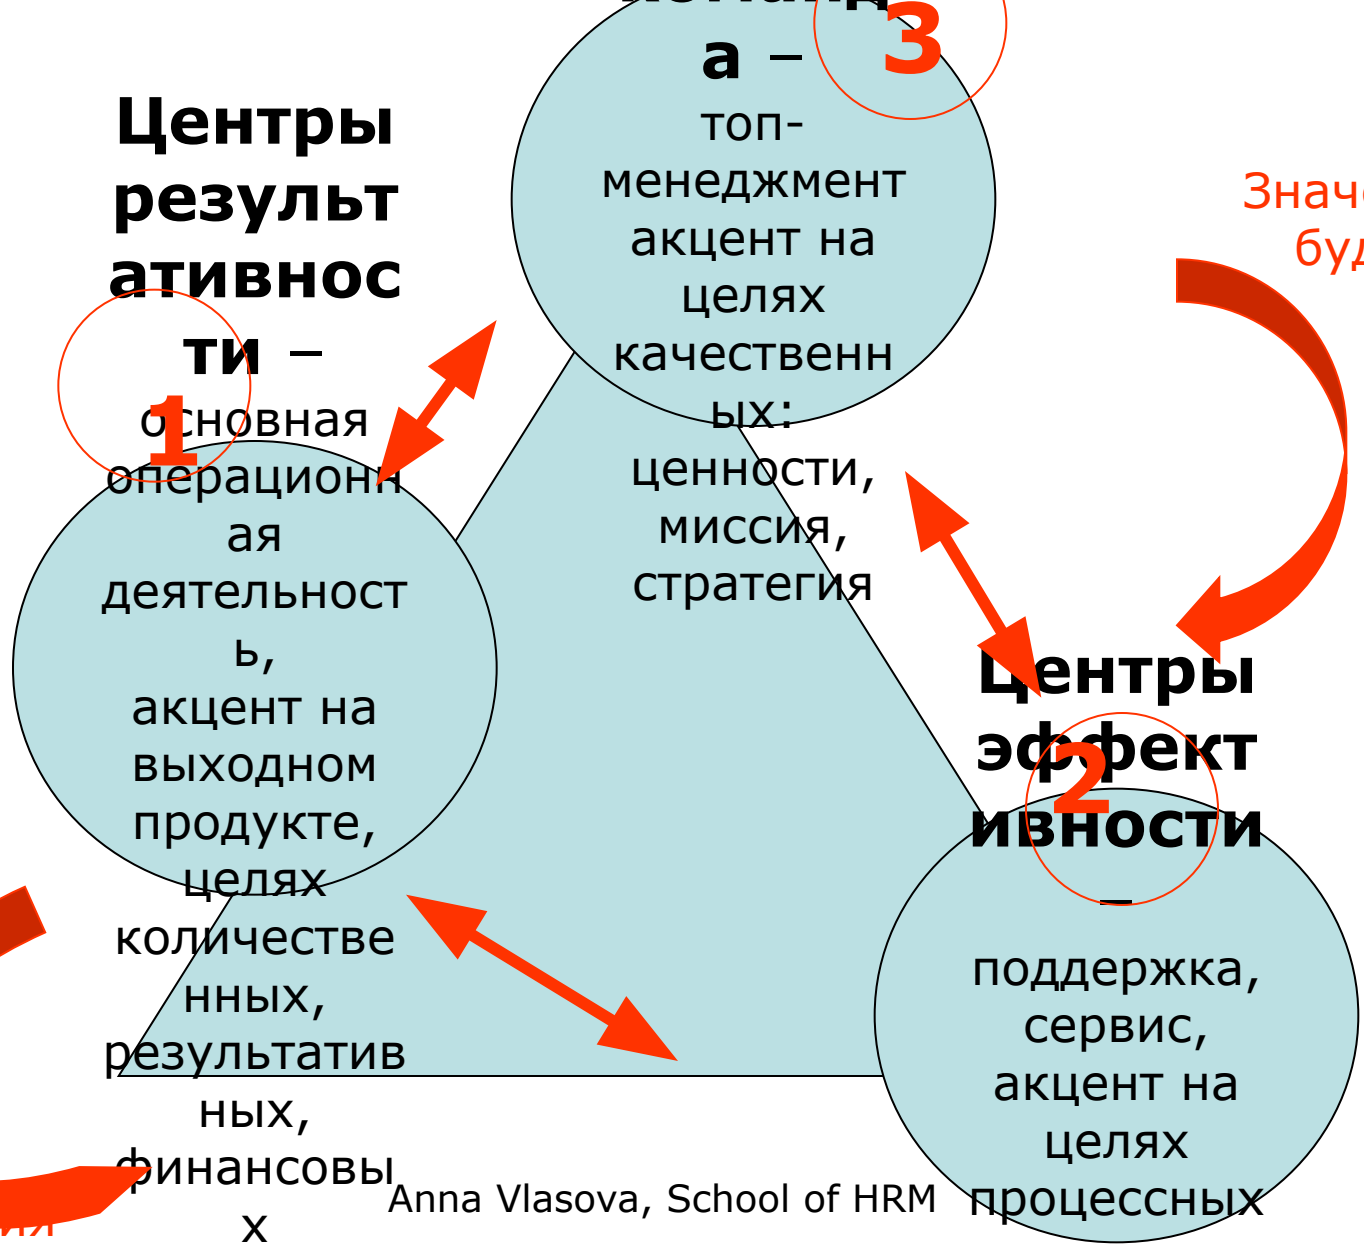 а –
3
топ-
менеджмент
акцент на
целях
качественн
ых:
ценности,
миссия,
стратегия
Центры
результ
ативнос
ти –
1
основная
операционн
ая
деятельност
ь,
акцент на
выходном
продукте,
целях
количестве
нных,
результатив
ных,
финансовы
х
Центры
эффект
2
ивности
–
поддержка,
сервис,
акцент на
целях
процессных
Anna Vlasova, School of HRM